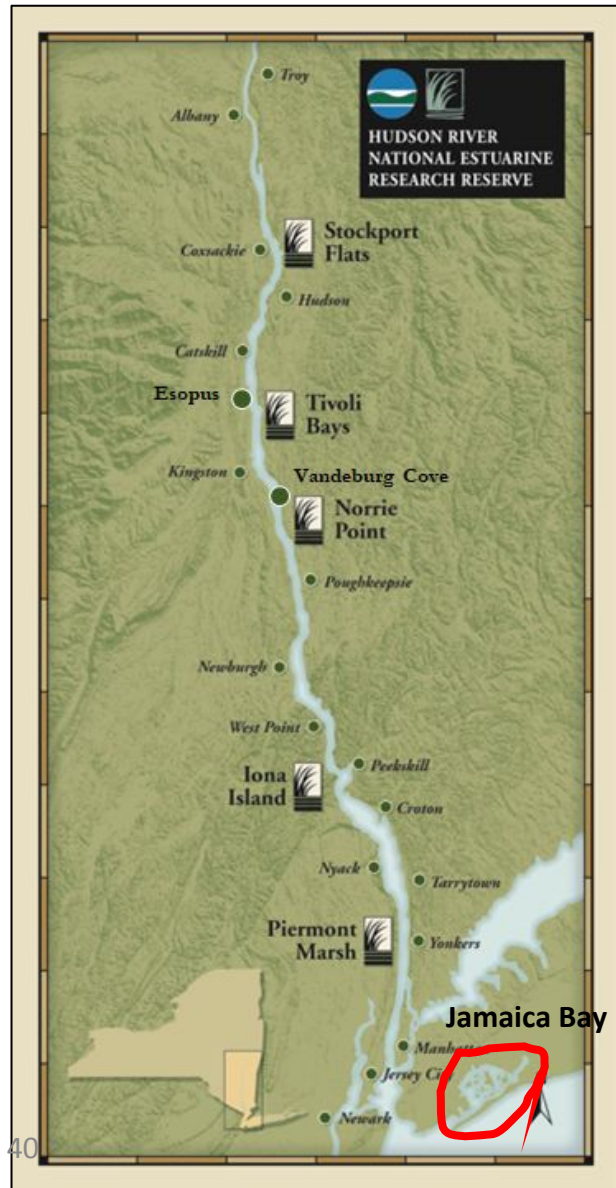 Troy
Albany
HUDSON RIVER
NATIONAL ESTUARINE
RESEARCH RESERVE
Stockport
Flats
Coxsackie
Hudson
Catskill
Esopus
Tivoli
Bays
Kingston
Vandeburg Cove
Norrie
Point
Poughkeepsie
Newburgh
West Point
Iona
Island
Peekskill
Croton
Nyack
Tarrytown
Piermont
Marsh
Yonkers
Jamaica Bay
Jersey City
Newark
40